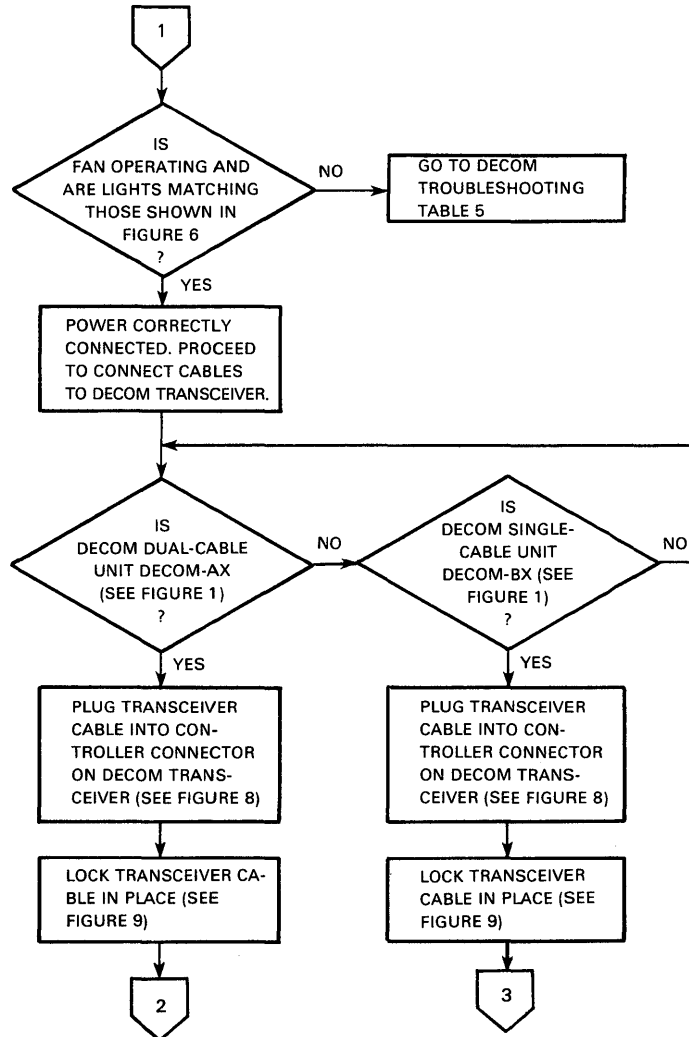 1
IS
FAN OPERATING AND
ARE LIGHTS MATCHING
THOSE SHOWN IN
FIGURE 6
?
NO
GO TO DECOM
TROUBLESHOOTING
TABLE 5
YES
POWER CORRECTLY
CONNECTED. PROCEED
TO CONNECT CABLES
TO DECOM TRANSCEIVER.
IS
DECOM DUAL-CABLE
UNIT DECOM-AX
(SEE FIGURE 1)
?
NO
IS
DECOM SINGLE-
CABLE UNIT
DECOM-BX (SEE
FIGURE 1)
?
NO
YES
PLUG TRANSCEIVER
CABLE INTO CON-
TROLLER CONNECTOR
ON DECOM TRANS-
CEIVER (SEE FIGURE 8)
LOCK TRANSCEIVER CA-
BLE IN PLACE (SEE
FIGURE 9)
2
YES
PLUG TRANSCEIVER
CABLE INTO CON-
TROLLER CONNECTOR
ON DECOM TRANS-
CEIVER (SEE FIGURE 8)
LOCK TRANSCEIVER
CABLE IN PLACE (SEE
FIGURE 9)
3